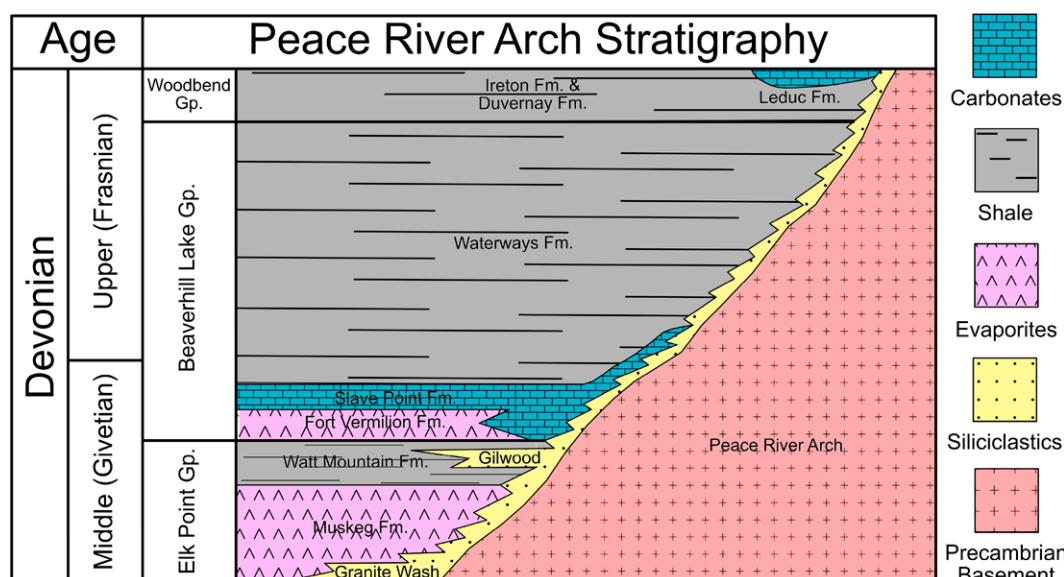 Age
Peace River Arch Stratigraphy
Devonian
Upper (Frasnian)
Middle (Givetian)
Woodbend
Gp.
Beaverhill Lake Gp.
Elk Point Gp.
Ireton Fm. &
Duvernay Fm.
Leduc Fm.
Waterways Fm.
Slave Point Fm.
Fort Vermilion Fm.
Watt Mountain Fm.
Gilwood
Muskeg Fm.
Granite Wash
Peace River Arch
Carbonates
Shale
Evaporites
Siliciclastics
Precambrian
Basement